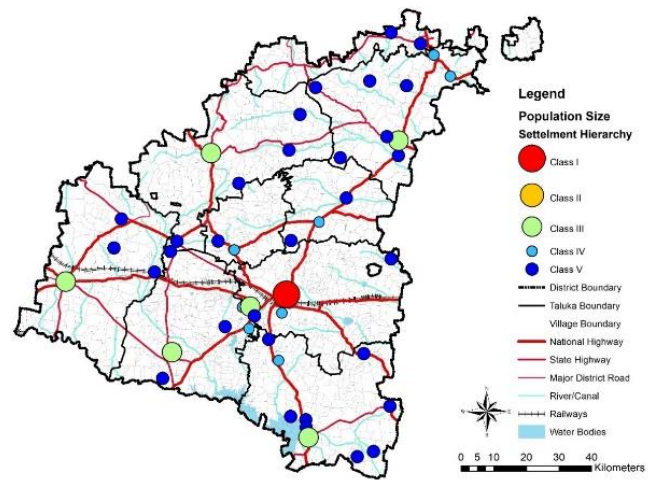 Legend
Population Size
Settelment Hierarchy
Class I
Class II
Class III
Class IV
Class V
District Boundary
Taluka Boundary
Village Boundary
National Highway
State Highway
Major District Road
River/Canal
Railways
Water Bodies
0 5 10 20 30 40
Kilometers